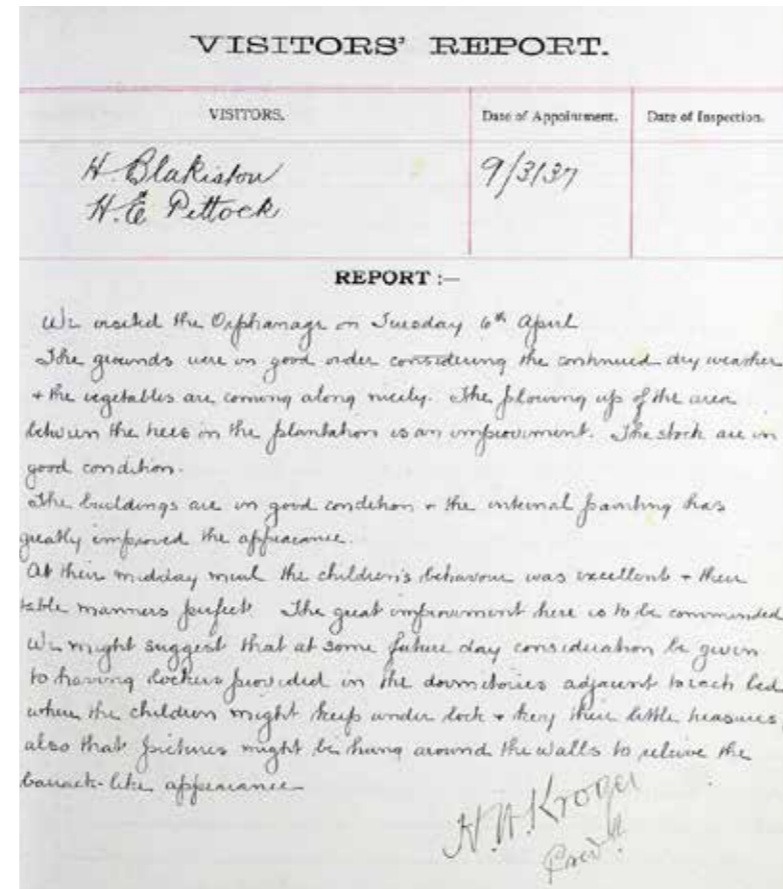 VISITORS' REPORT.
VISITORS. Date of Appointment. Date of Inspection.
H. Blakiston 9/3/37
H. E. Pettock
REPORT :—
We visited the Orphanage on Tuesday 6th April
The grounds were in good order considering the continued dry weather
+ the vegetables are coming along nicely. The plowing up of the area
between the trees in the plantation is an improvement. The stock are in
good condition.
The buildings are in good condition + the internal painting has
greatly improved the appearance.
At their midday meal the children's behaviour was excellent + their
table manners perfect. The great improvement here is to be commended
We might suggest that at some future day consideration be given
to having lockers provided in the dormitories adjacent to each bed
where the children might keep under lock + key their little treasures,
also that pictures might be hung around the walls to relieve the
barrack-like appearance
H. W. Kroger